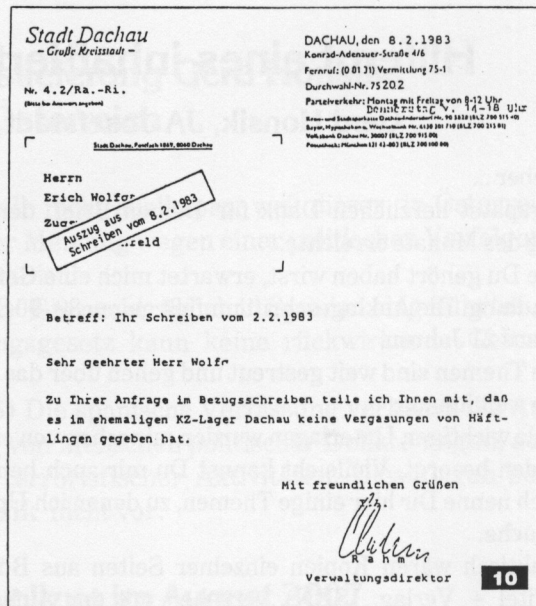 Stadt Dachau
- Große Kreisstadt -
Nr. 4.2/Ra.-Ri.
(Bitte bei Antwort angeben)
DACHAU, den 8.2.1983
Konrad-Adenauer-Straße 4/6
Fernruf: (0 81 31) Vermittlung 75-1
Durchwahl-Nr. 75202
Parteiverkehr: Montag mit Freitag von 8-12 Uhr
Donnerstag v. 14-18 Uhr
Stadt Dachau, Postfach 1869, 8060 Dachau
Herrn
Erich Wolf
Auszug aus
Schreiben vom 8.2.1983
Betreff: Ihr Schreiben vom 2.2.1983
Sehr geehrter Herr Wolf
Zu Ihrer Anfrage im Bezugsschreiben teile ich Ihnen mit, daß
es im ehemaligen KZ-Lager Dachau keine Vergasungen von Häft-
lingen gegeben hat.
Mit freundlichen Grüßen
Verwaltungsdirektor
10